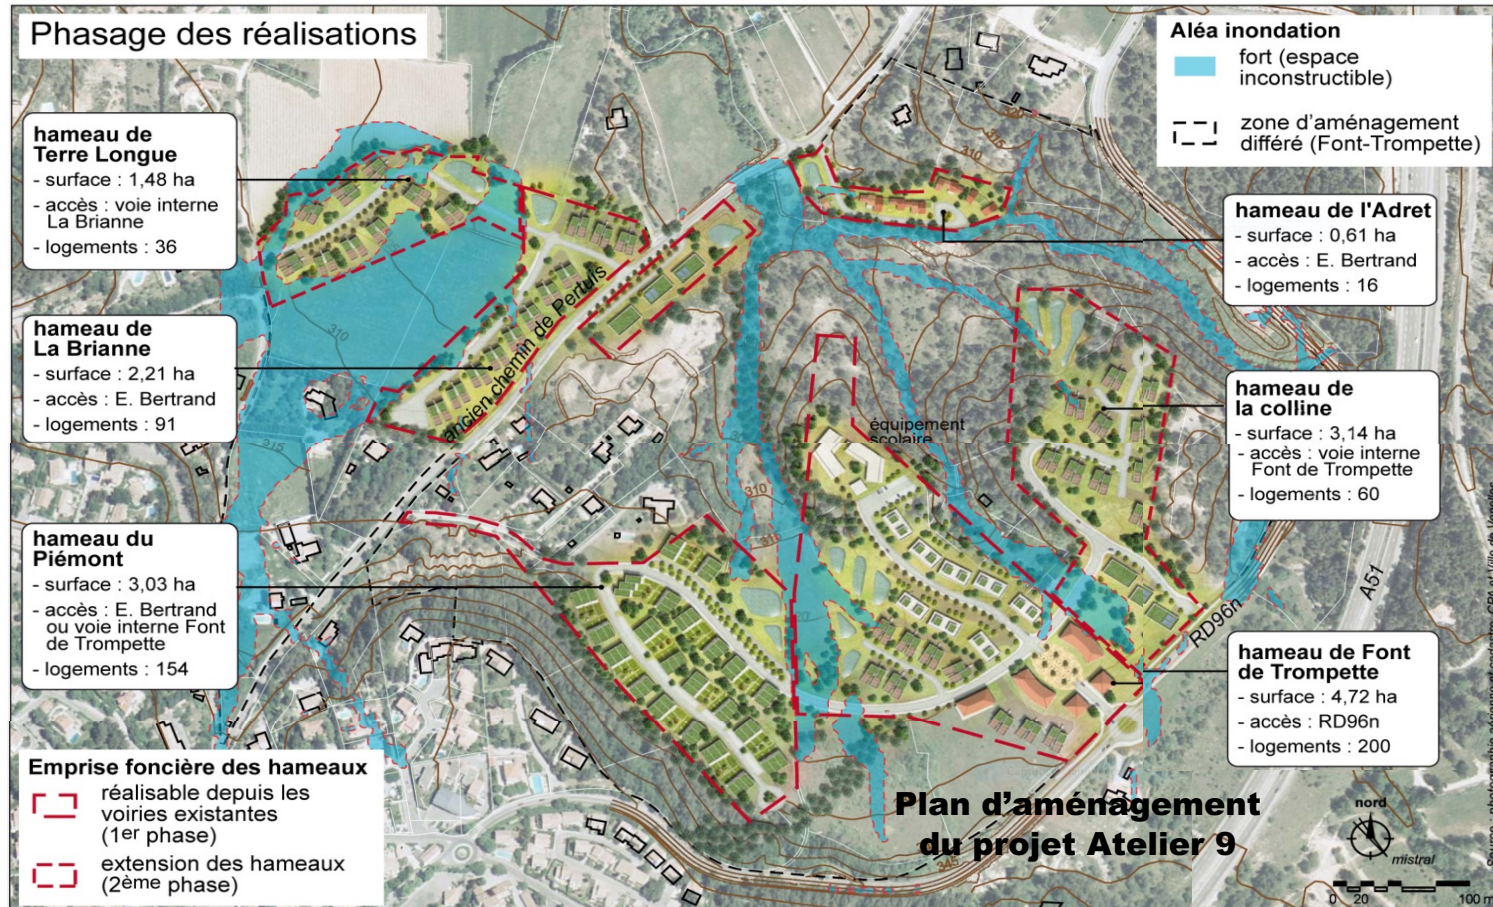 Phasage des réalisations
Aléa inondation
fort (espace
inconstructible)
zone d’aménagement
différé (Font-Trompette)
hameau de
Terre Longue
- surface : 1,48 ha
- accès : voie interne
La Brianne
- logements : 36
hameau de
La Brianne
- surface : 2,21 ha
- accès : E. Bertrand
- logements : 91
hameau du
Piémont
- surface : 3,03 ha
- accès : E. Bertrand
ou voie interne Font
de Trompette
- logements : 154
hameau de l'Adret
- surface : 0,61 ha
- accès : E. Bertrand
- logements : 16
hameau de
la colline
- surface : 3,14 ha
- accès : voie interne
Font de Trompette
- logements : 60
hameau de Font
de Trompette
- surface : 4,72 ha
- accès : RD96n
- logements : 200
ancien chemin de Pertuis
équipement
scolaire
RD96n
A51
310
315
310
310
345
Emprise foncière des hameaux
réalisable depuis les
voiries existantes
(1er phase)
extension des hameaux
(2ème phase)
Plan d’aménagement
du projet Atelier 9
nord
mistral
0 20 100 m